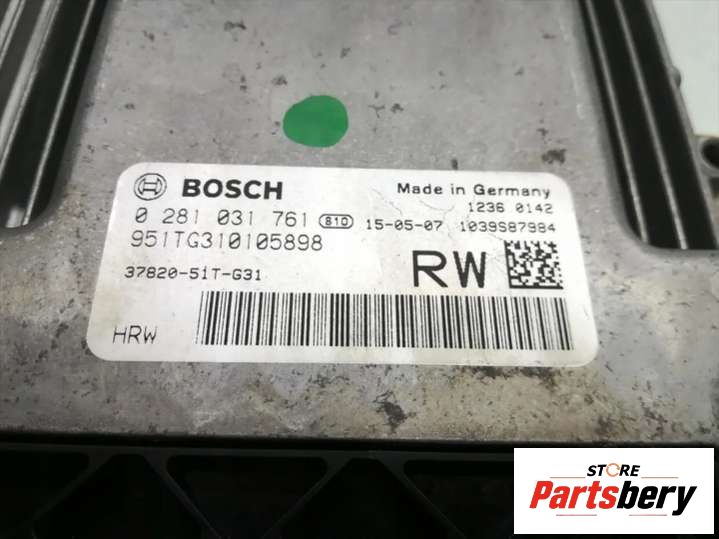 BOSCH
Made in Germany
0 281 031 761 810 15-05-07
1236 0142
1039S87984
951TG310105898
37820-51T-G31
RW
HRW
STORE
Partsbery